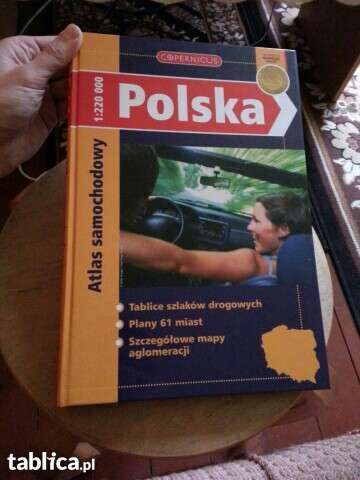 COPERNICUS
1:220 000
Polska
Atlas samochodowy
Tablice szlaków drogowych
Plany 61 miast
Szczegółowe mapy
aglomeracji
tablica.pl